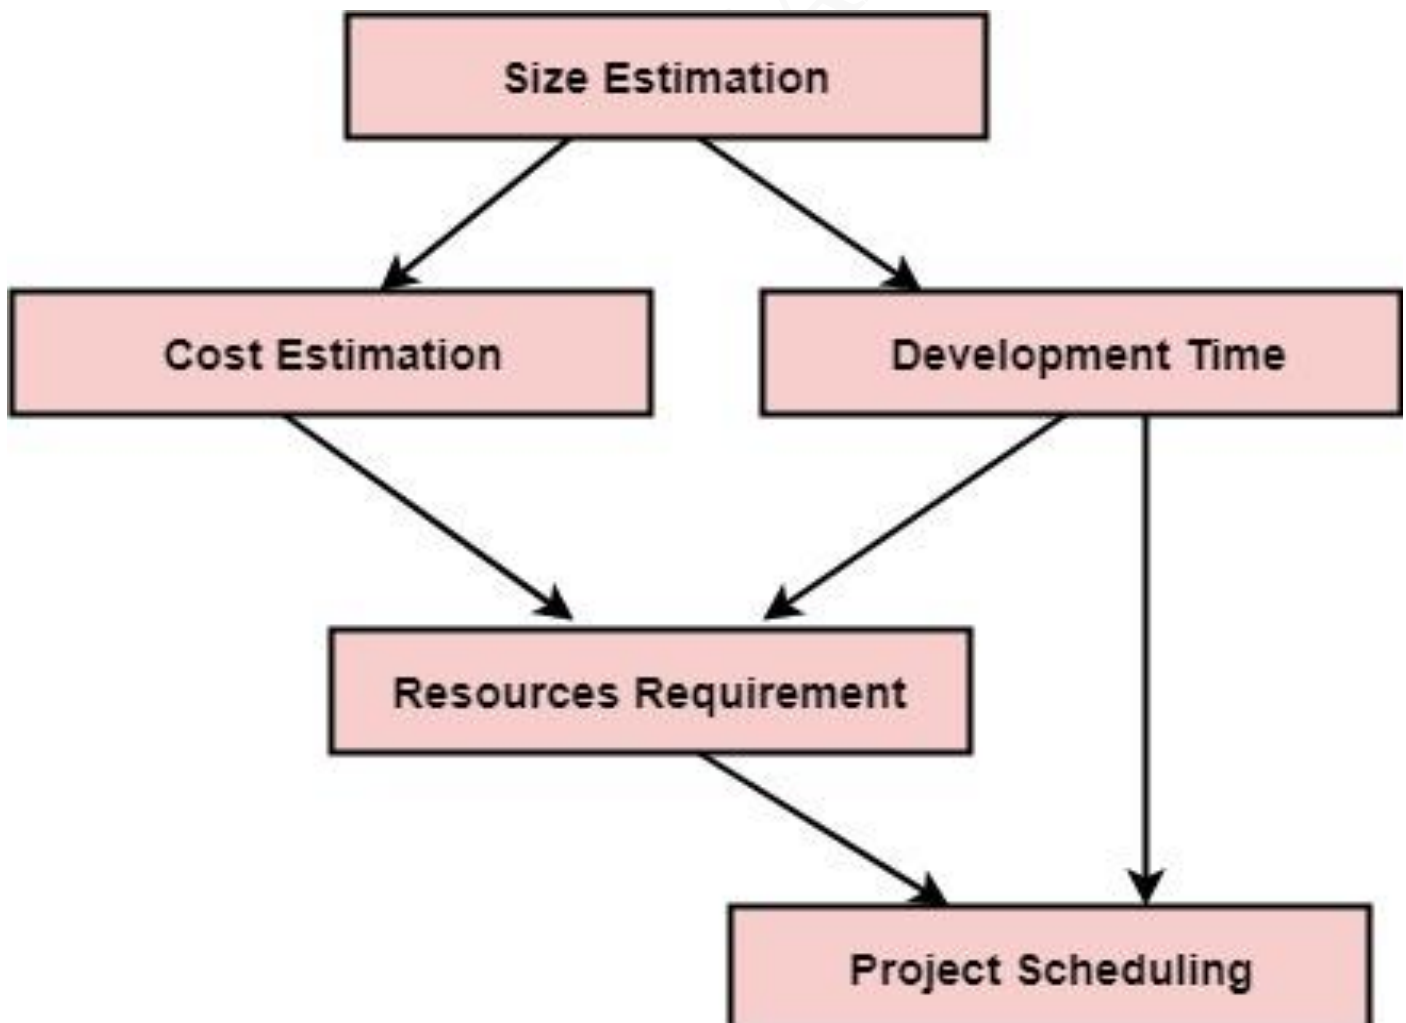 Size Estimation
Cost Estimation
Development Time
Resources Requirement
Project Scheduling